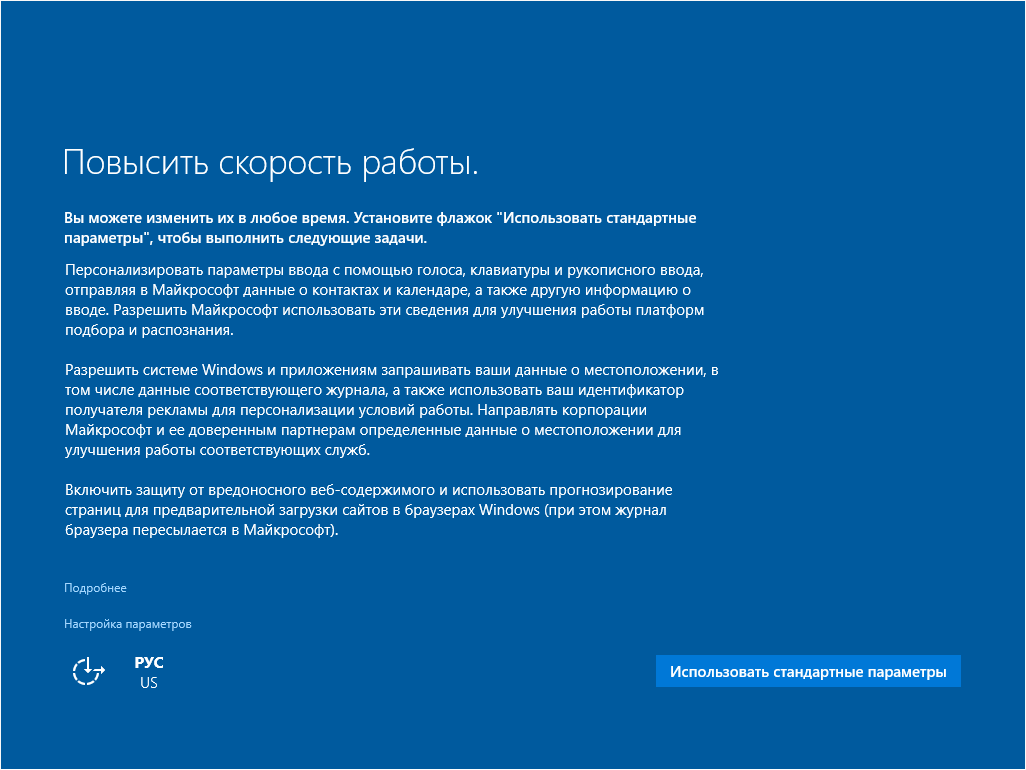 Повысить скорость работы.
Вы можете изменить их в любое время. Установите флажок "Использовать стандартные
параметры", чтобы выполнить следующие задачи.
Персонализировать параметры ввода с помощью голоса, клавиатуры и рукописного ввода,
отправляя в Майкрософт данные о контактах и календаре, а также другую информацию о
вводе. Разрешить Майкрософт использовать эти сведения для улучшения работы платформ
подбора и распознания.
Разрешить системе Windows и приложениям запрашивать ваши данные о местоположении, в
том числе данные соответствующего журнала, а также использовать ваш идентификатор
получателя рекламы для персонализации условий работы. Направлять корпорации
Майкрософт и ее доверенным партнерам определенные данные о местоположении для
улучшения работы соответствующих служб.
Включить защиту от вредоносного веб-содержимого и использовать прогнозирование
страниц для предварительной загрузки сайтов в браузерах Windows (при этом журнал
браузера пересылается в Майкрософт).
Подробнее
Настройка параметров
РУС
US
Использовать стандартные параметры